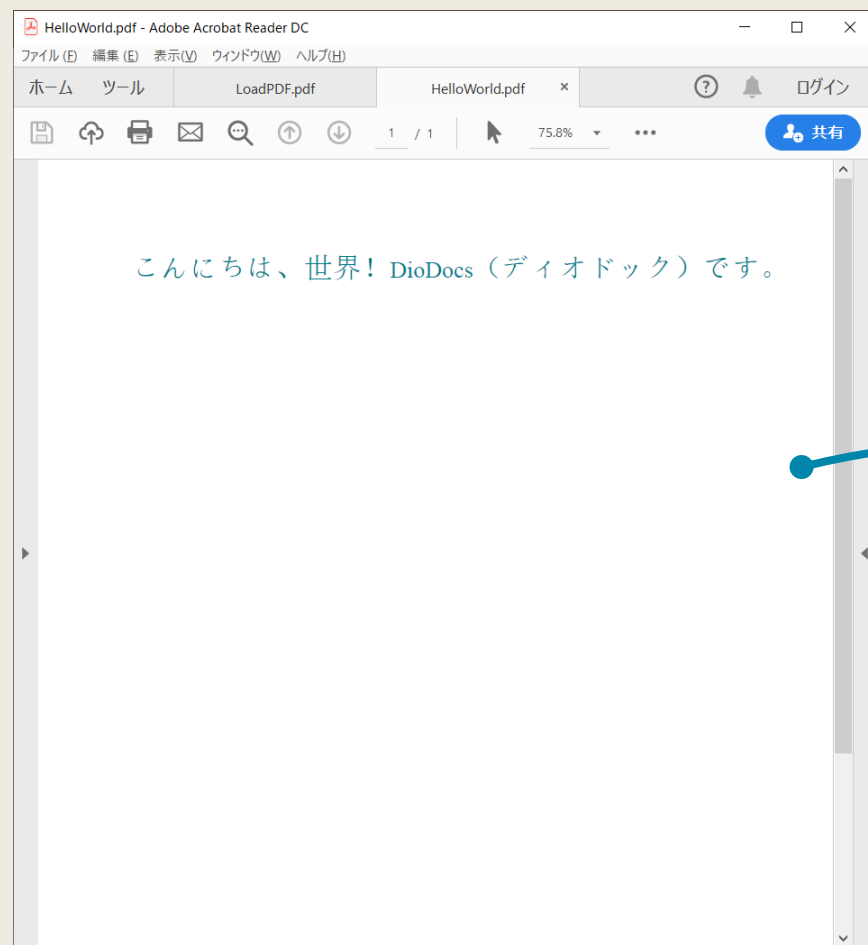 HelloWorld.pdf - Adobe Acrobat Reader DC
ファイル(F) 編集(E) 表示(V) ウィンドウ(W) ヘルプ(H)
ホーム ツール LoadPDF.pdf HelloWorld.pdf × ログイン
1 / 1 75.8% 共有
こんにちは、世界！DioDocs（ディオドック）です。